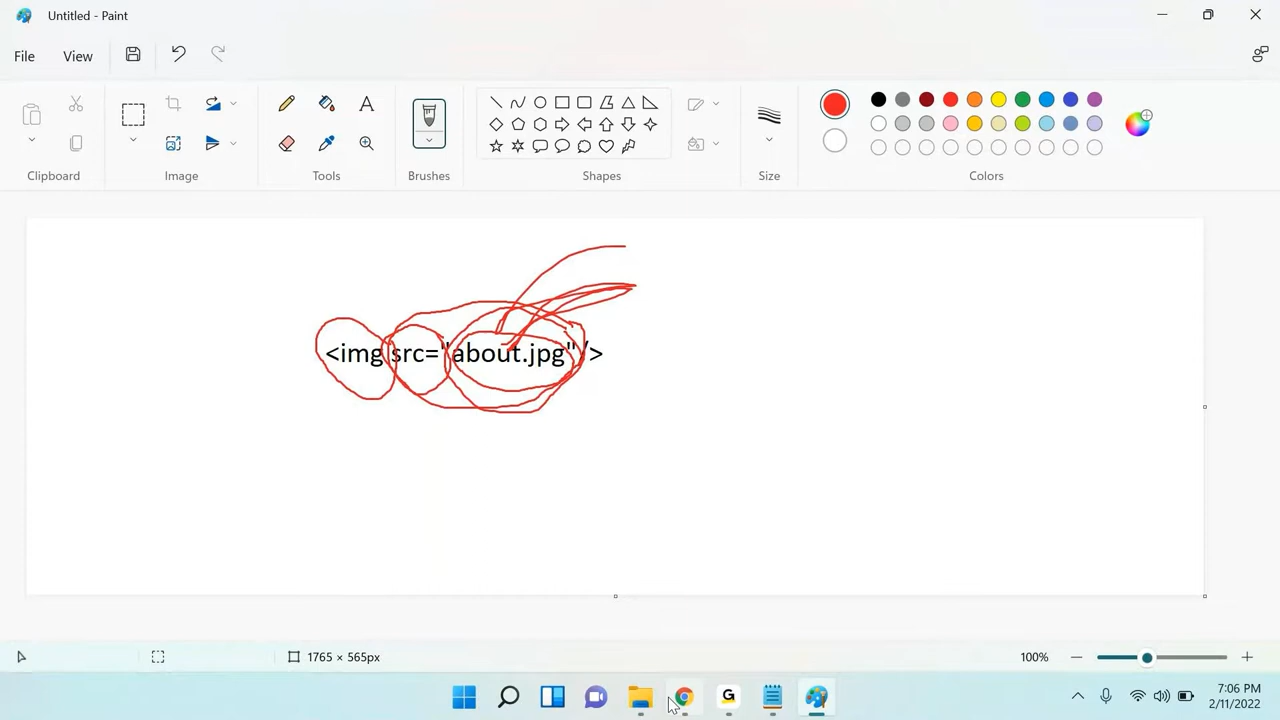 Untitled - Paint
File View
Clipboard Image Tools Brushes Shapes Size Colors
<img src="about.jpg" />
1765 × 565px 100%
7:06 PM
2/11/2022